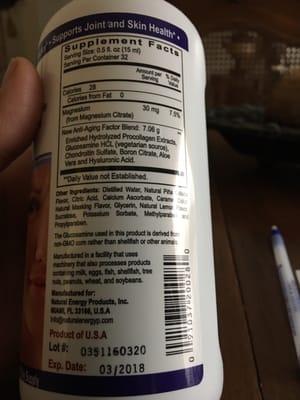 • Supports Joint and Skin Health •
Supplement Facts
Serving Size: 0.5 fl. oz (15 ml)
Serving Per Container 32
Amount per Serving
% Daily Value
Calories 28
Calories from Fat 0
Magnesium 30 mg 7.5%
(from Magnesium Citrate)
New Anti-Aging Factor Blend: 7.06 g **
Enriched Hydrolyzed Procollagen Extract,
Glucosamine HCL (vegetarian source),
Chondroitin Sulfate, Boron Citrate, Aloe
Vera and Hyaluronic Acid.
**Daily Value not Established.
Other Ingredients: Distilled Water, Natural
Flavor, Citric Acid, Calcium Ascorbate,
Natural Masking Flavor, Glycerin, Natural
Sucralose, Potassium Sorbate,
Propylparaben.
The Glucosamine used in this product is derived from
non-GMO corn rather than shellfish or other animals.
Manufactured in a facility that uses
machinery that also processes products
containing milk, eggs, fish, shellfish, tree
nuts, peanuts, wheat, and soybeans.
Manufactured for:
Natural Energy Products, Inc.
MIAMI, FL 33166, U.S.A
Info@naturalenergyp.com
Product of U.S.A
Lot #: 0351160320
Exp. Date: 03/2018